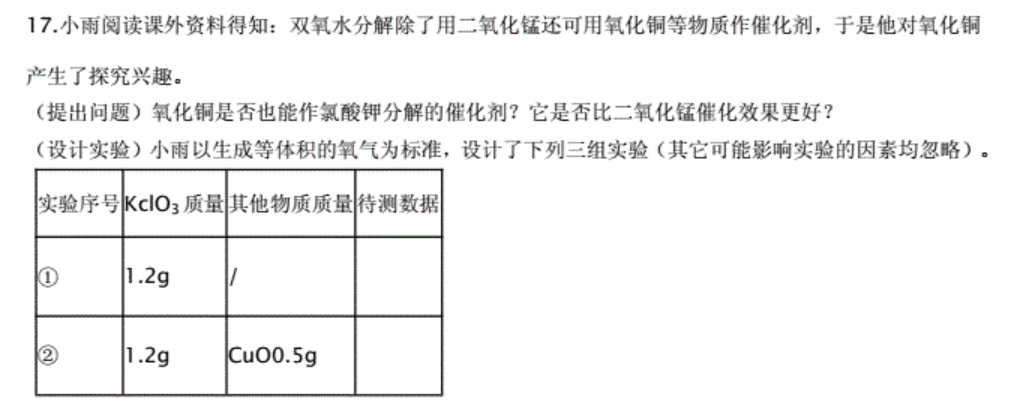 17.小雨阅读课外资料得知：双氧水分解除了用二氧化锰还可用氧化铜等物质作催化剂，于是他对氧化铜
产生了探究兴趣。
（提出问题）氧化铜是否也能作氯酸钾分解的催化剂？它是否比二氧化锰催化效果更好？
（设计实验）小雨以生成等体积的氧气为标准，设计了下列三组实验（其它可能影响实验的因素均忽略）。
实验序号 KclO₃质量 其他物质质量 待测数据
① 1.2g /
② 1.2g CuO0.5g